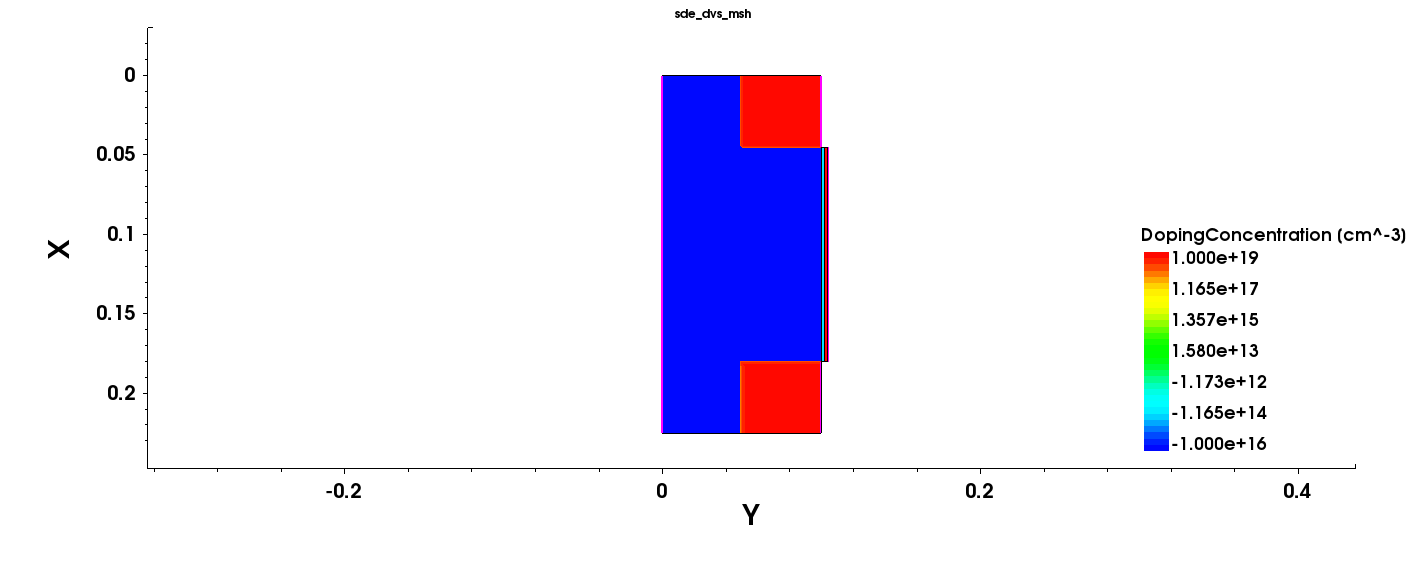 sde_dvs_msh
0
0.05
0.1
0.15
0.2
X
-0.2
0
0.2
0.4
Y
DopingConcentration (cm^-3)
1.000e+19
1.165e+17
1.357e+15
1.580e+13
-1.173e+12
-1.165e+14
-1.000e+16